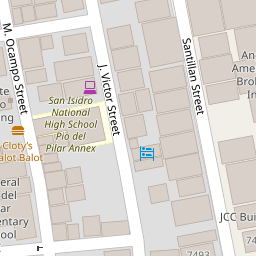 M. Ocampo Street
J. Victor Street
Santillan Street
San Isidro
National
High School
Pio del
Pilar Annex
Cloty's
Balot Balot
JCC Bui
7493